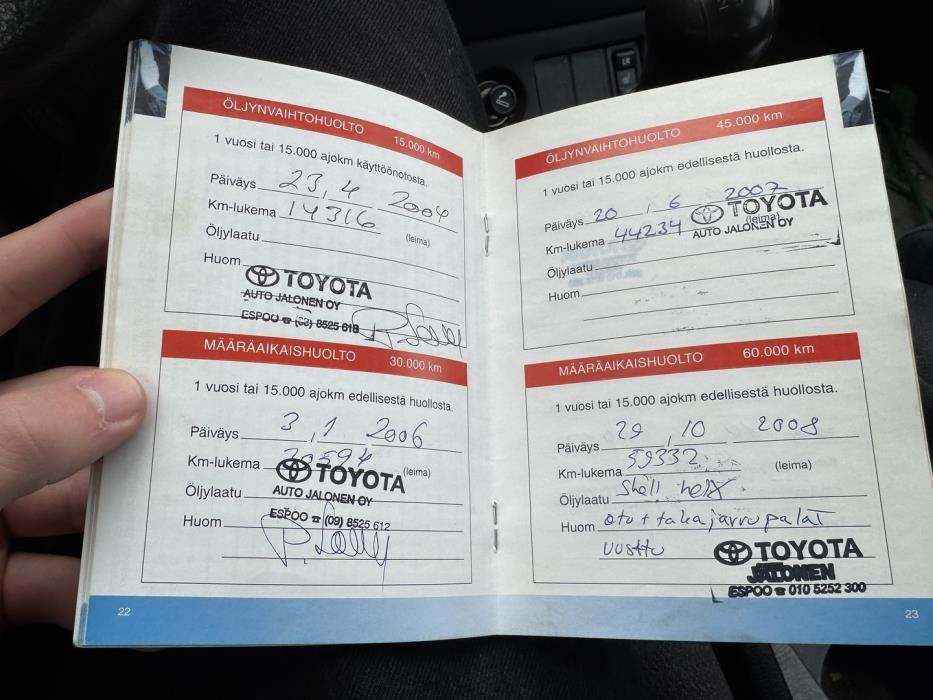 ÖLJYNVAIHTOHUOLTO 15.000 km
1 vuosi tai 15.000 ajokm käyttöönotosta.
Päiväys 23, 4 2004
Km-lukema 14316
(leima)
Öljylaatu
Huom
TOYOTA
AUTO JALONEN OY
ESPOO ☎ (09) 8525 612
MÄÄRÄAIKAISHUOLTO 30.000 km
1 vuosi tai 15.000 ajokm edellisestä huollosta.
Päiväys 3, 1 2006
Km-lukema 30594 (leima)
TOYOTA
Öljylaatu
AUTO JALONEN OY
Huom
ESPOO ☎ (09) 8525 612
22
ÖLJYNVAIHTOHUOLTO 45.000 km
1 vuosi tai 15.000 ajokm edellisestä huollosta.
Päiväys 20, 6 2007
TOYOTA
Km-lukema 44234 (leima)
AUTO JALONEN OY
Öljylaatu
Huom
MÄÄRÄAIKAISHUOLTO 60.000 km
1 vuosi tai 15.000 ajokm edellisestä huollosta.
Päiväys 29, 10 2008
Km-lukema 59332 (leima)
Öljylaatu Shell helix
Huom etu + takajarrupalat
uusttu
TOYOTA
JALONEN
ESPOO ☎ 010 5252 300
23